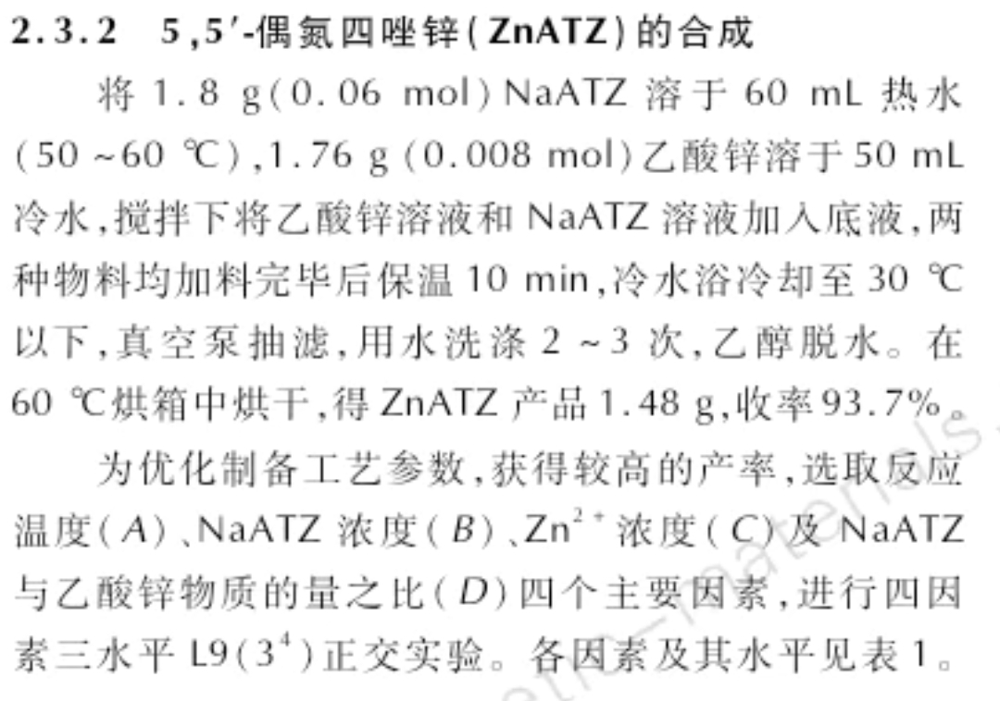 2.3.2 5,5′-偶氮四唑锌(ZnATZ)的合成
将 1.8 g(0.06 mol)NaATZ 溶于 60 mL 热水
(50 ~60 ℃),1.76 g (0.008 mol)乙酸锌溶于 50 mL
冷水,搅拌下将乙酸锌溶液和 NaATZ 溶液加入底液,两
种物料均加料完毕后保温 10 min,冷水浴冷却至 30 ℃
以下,真空泵抽滤,用水洗涤 2 ~ 3 次,乙醇脱水。在
60 ℃烘箱中烘干,得 ZnATZ 产品 1.48 g,收率 93.7%。
为优化制备工艺参数,获得较高的产率,选取反应
温度(A)、NaATZ 浓度(B)、Zn²⁺浓度(C)及 NaATZ
与乙酸锌物质的量之比(D)四个主要因素,进行四因
素三水平 L9(3⁴)正交实验。各因素及其水平见表 1。
etic-materials.